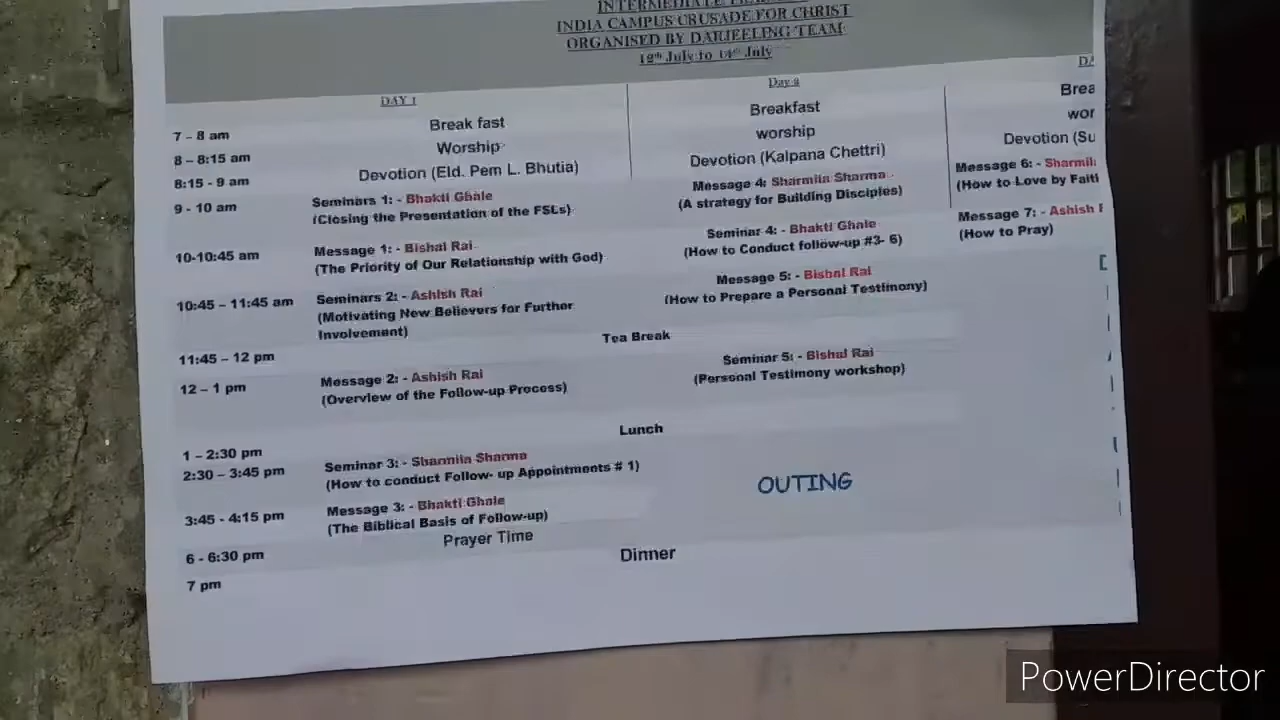 INTERMEDIATE
INDIA CAMPUS CRUSADE FOR CHRIST
ORGANISED BY DARJEELING TEAM
12th July to 14th July
DAY 1
Day 2
7 - 8 am
Break fast
Breakfast
Brea
8 – 8:15 am
Worship
worship
wor
8:15 - 9 am
Devotion (Eld. Pem L. Bhutia)
Devotion (Kalpana Chettri)
Devotion (Su
9 - 10 am
Seminars 1: - Bhakti Ghale
(Closing the Presentation of the FSLs)
Message 4: Sharmila Sharma
(A strategy for Building Disciples)
Message 6: - Sharmila
(How to Love by Faith
10-10:45 am
Message 1: - Bishal Rai
(The Priority of Our Relationship with God)
Seminar 4: - Bhakti Ghale
(How to Conduct follow-up #3- 6)
Message 7: - Ashish R
(How to Pray)
10:45 – 11:45 am
Seminars 2: - Ashish Rai
(Motivating New Believers for Further
Involvement)
Message 5: - Bishal Rai
(How to Prepare a Personal Testimony)
11:45 – 12 pm
Tea Break
12 – 1 pm
Message 2: - Ashish Rai
(Overview of the Follow-up Process)
Seminar 5: - Bishal Rai
(Personal Testimony workshop)
1 – 2:30 pm
Lunch
2:30 – 3:45 pm
Seminar 3: - Sharmila Sharma
(How to conduct Follow- up Appointments # 1)
OUTING
3:45 - 4:15 pm
Message 3: - Bhakti Ghale
(The Biblical Basis of Follow-up)
6 - 6:30 pm
Prayer Time
7 pm
Dinner
PowerDirector